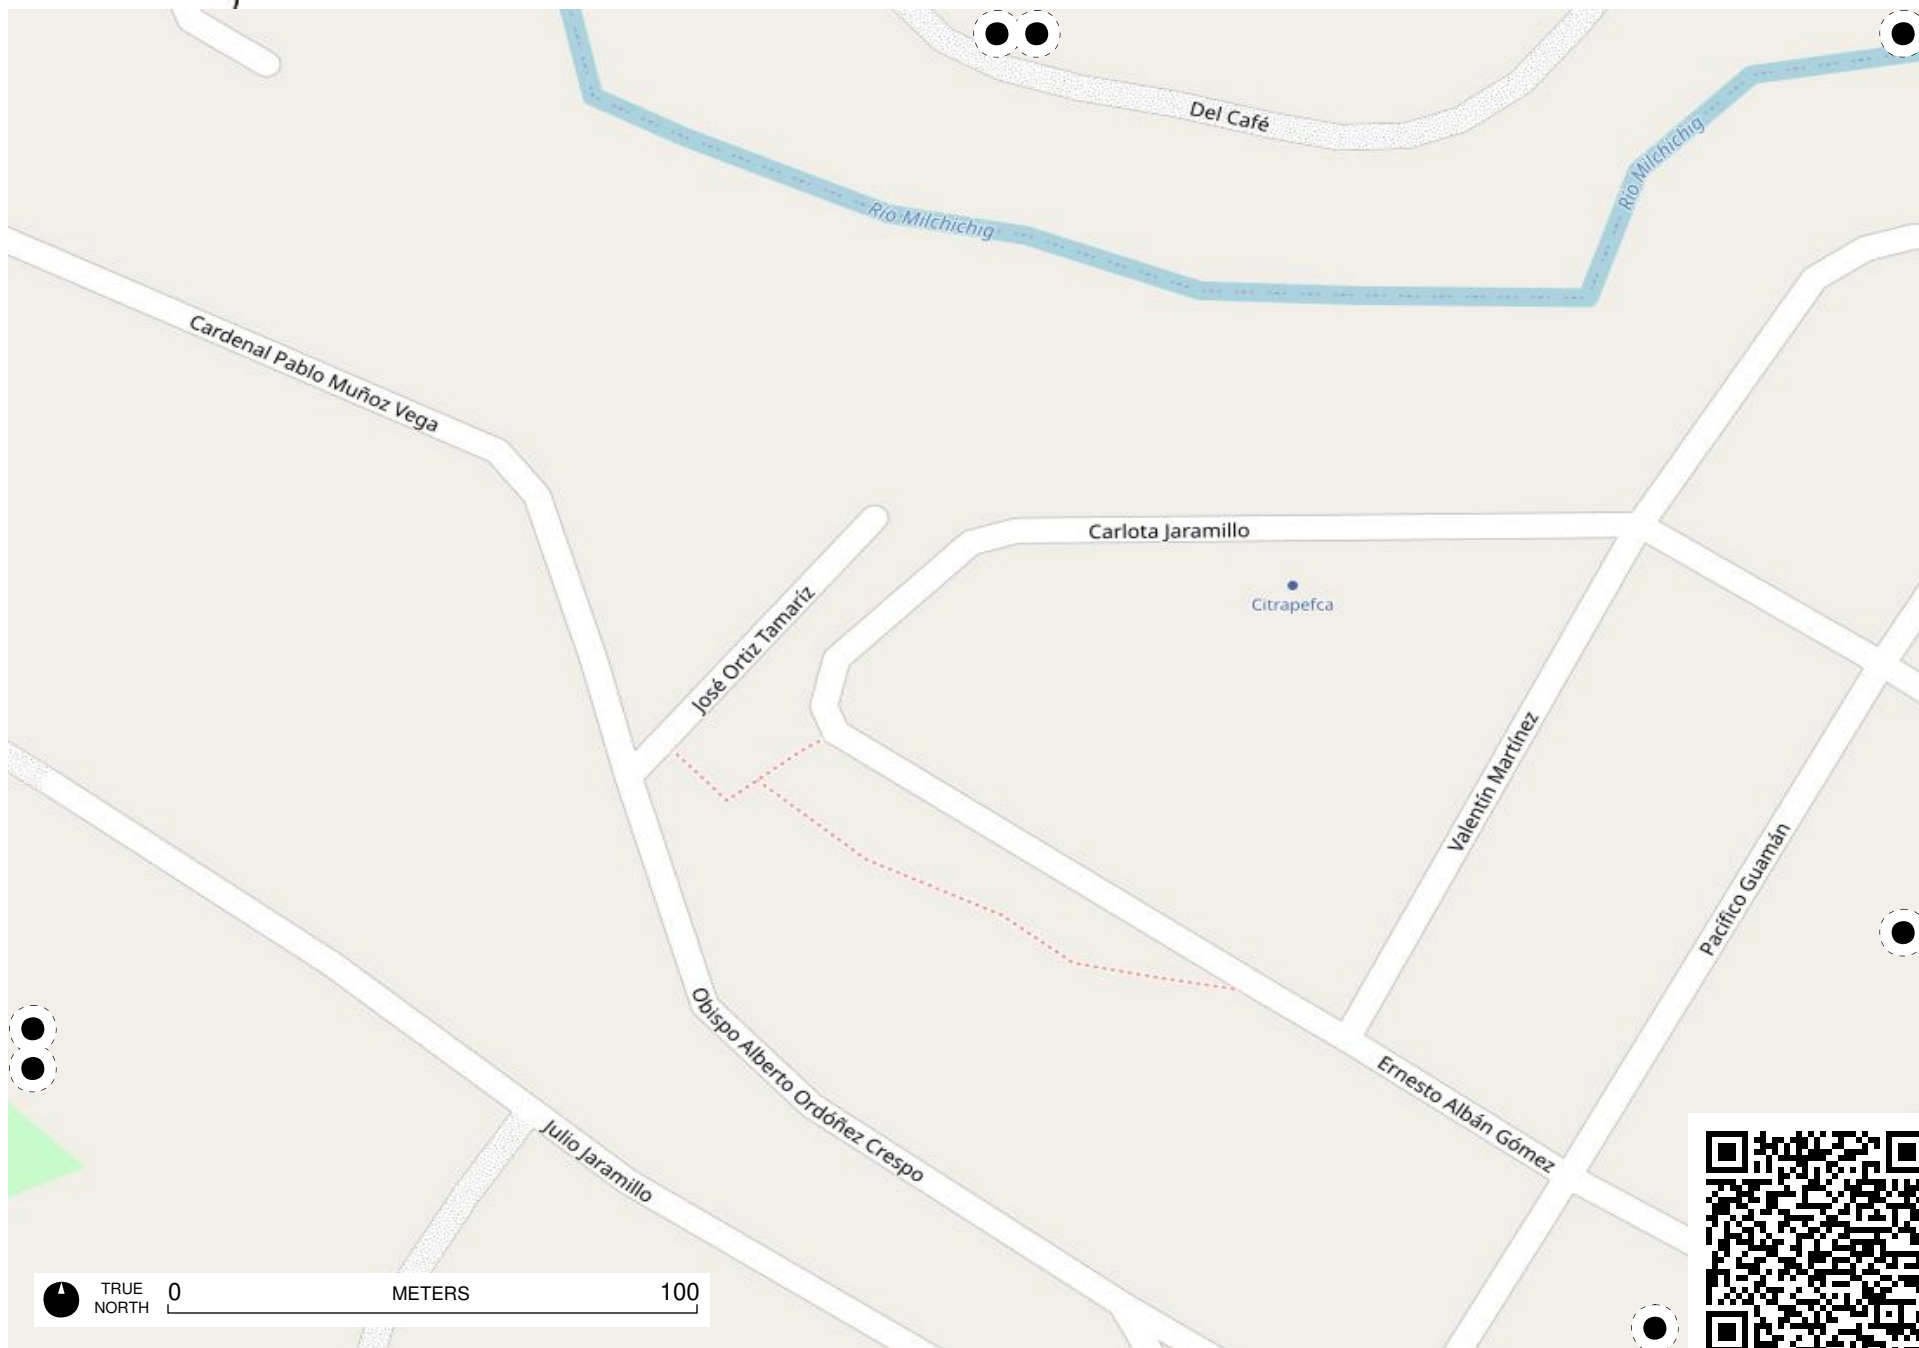 Del Café
Río Milchichig
Río Milchichig
Cardenal Pablo Muñoz Vega
Carlota Jaramillo
Citrapefca
José Ortiz Tamaríz
Valentín Martínez
Pacífico Guamán
Obispo Alberto Ordóñez Crespo
Ernesto Albán Gómez
Julio Jaramillo
TRUE NORTH
0 METERS 100